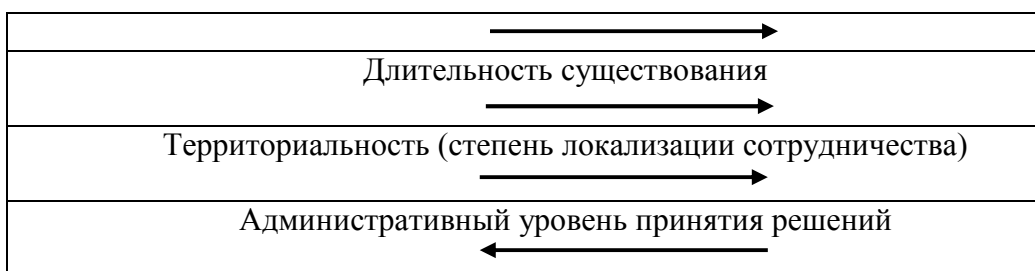 Длительность существования
Территориальность (степень локализации сотрудничества)
Административный уровень принятия решений